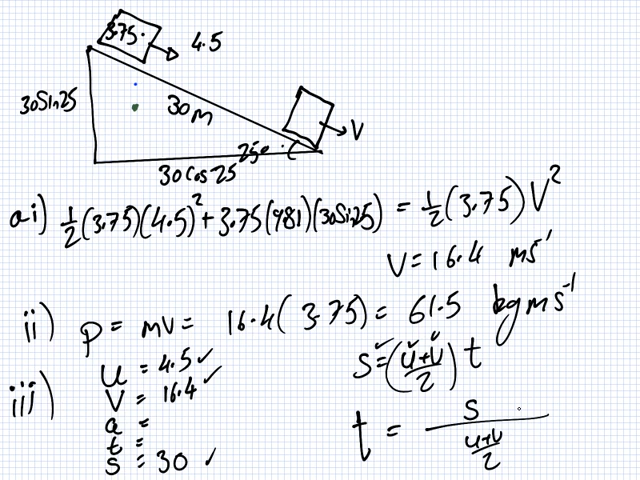 3.75
4.5
30Sin25
30M
25°
V
30Cos25
ai) ½(3.75)(4.5)² + 3.75(981)(30Sin25) = ½(3.75)V²
V = 16.4 ms⁻¹
ii) P = mV = 16.4(3.75) = 61.5 kgms⁻¹
iii) U = 4.5 ✓
V = 16.4 ✓
a =
t =
S = 30 ✓
S = (u+v/2) t
t = S / (u+v/2)